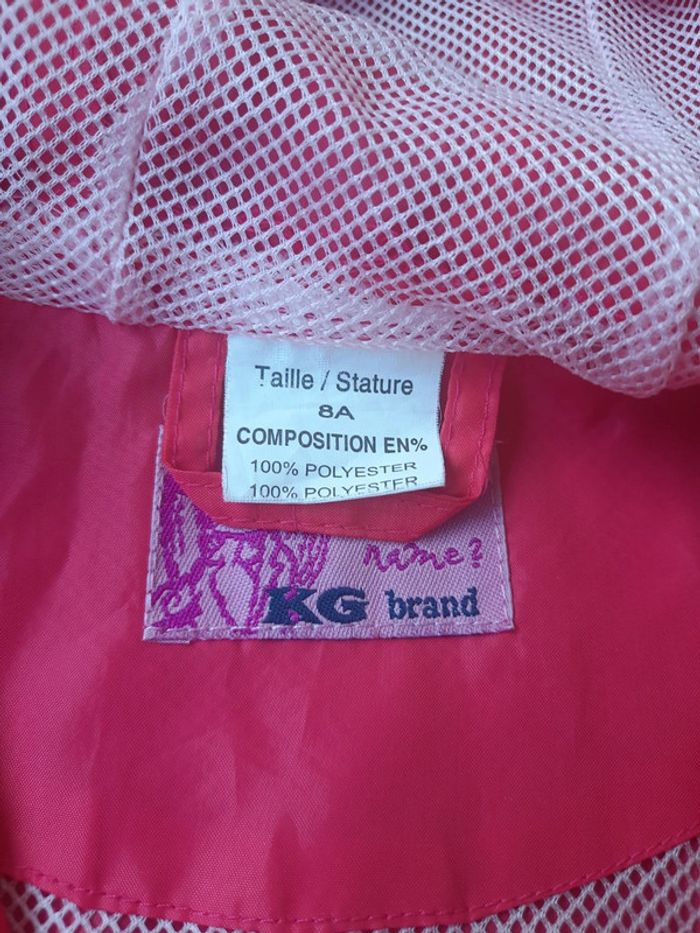 Taille / Stature
8A
COMPOSITION EN%
100% POLYESTER
100% POLYESTER
name?
KG brand